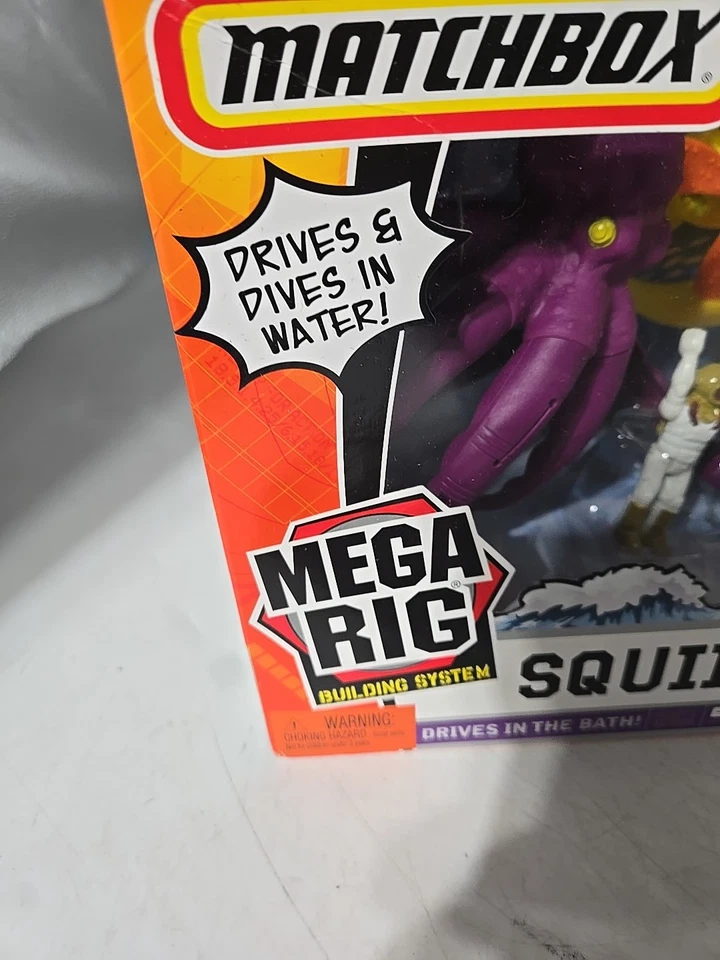 MATCHBOX®
DRIVES &
DIVES IN
WATER!
MEGA
RIG®
BUILDING SYSTEM
SQUI
WARNING:
CHOKING HAZARD
DRIVES IN THE BATH!